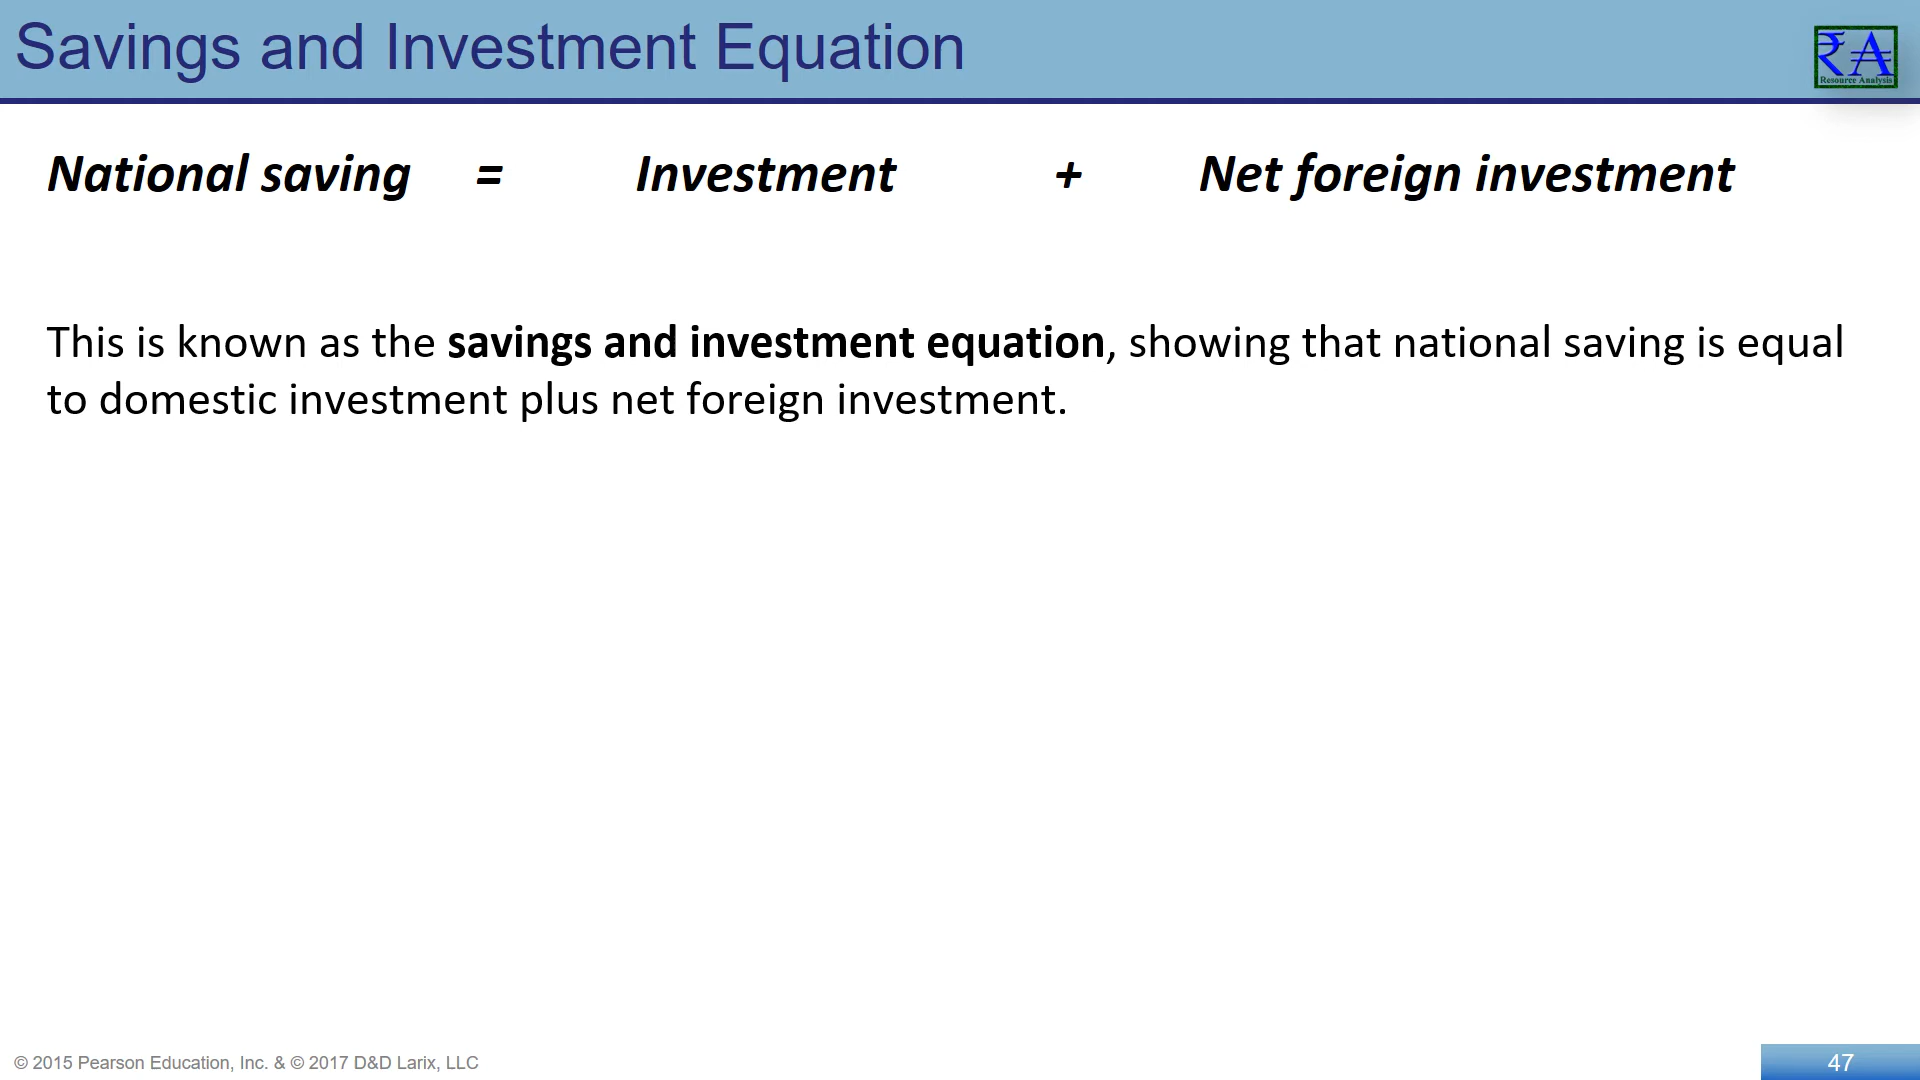 Savings and Investment Equation
₹A
Resource Analysis
National saving = Investment + Net foreign investment
This is known as the savings and investment equation, showing that national saving is equal
to domestic investment plus net foreign investment.
© 2015 Pearson Education, Inc. & © 2017 D&D Larix, LLC
47